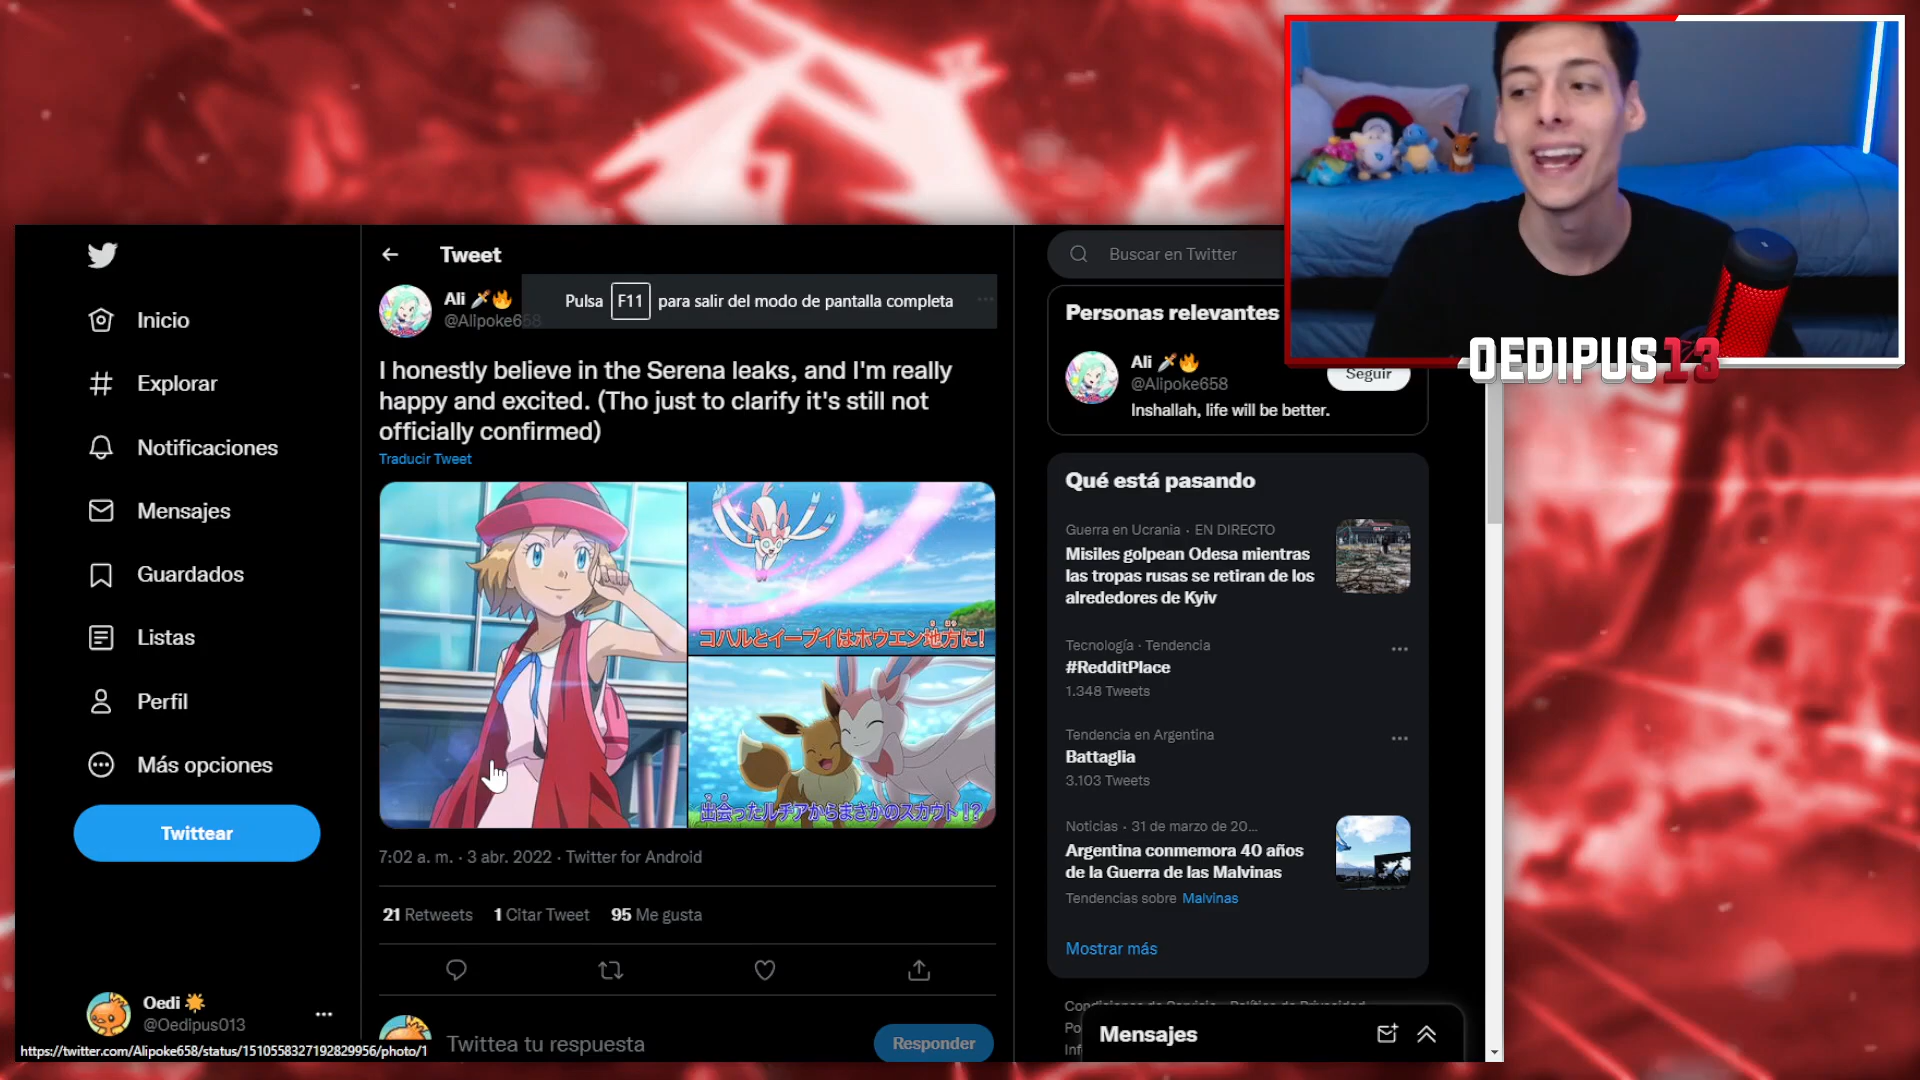 Inicio
Explorar
Notificaciones
Mensajes
Guardados
Listas
Perfil
Más opciones
Twittear
Oedi
@Oedipus013
https://twitter.com/Alipoke658/status/1510558327192829956/photo/1
Tweet
Ali
@Alipoke658
Pulsa F11 para salir del modo de pantalla completa
I honestly believe in the Serena leaks, and I'm really
happy and excited. (Tho just to clarify it's still not
officially confirmed)
Traducir Tweet
コハルとイーブイはホウエン地方に!
出会ったルチアからまさかのスカウト!?
7:02 a. m. · 3 abr. 2022 · Twitter for Android
21 Retweets 1 Citar Tweet 95 Me gusta
Twittea tu respuesta
Responder
Buscar en Twitter
Personas relevantes
Ali
@Alipoke658
Seguir
Inshallah, life will be better.
Qué está pasando
Guerra en Ucrania · EN DIRECTO
Misiles golpean Odesa mientras
las tropas rusas se retiran de los
alrededores de Kyiv
Tecnología · Tendencia
#RedditPlace
1.348 Tweets
Tendencia en Argentina
Battaglia
3.103 Tweets
Noticias · 31 de marzo de 20...
Argentina conmemora 40 años
de la Guerra de las Malvinas
Tendencias sobre Malvinas
Mostrar más
Condiciones de Servicio Política de Privacidad
Mensajes
OEDIPUS13